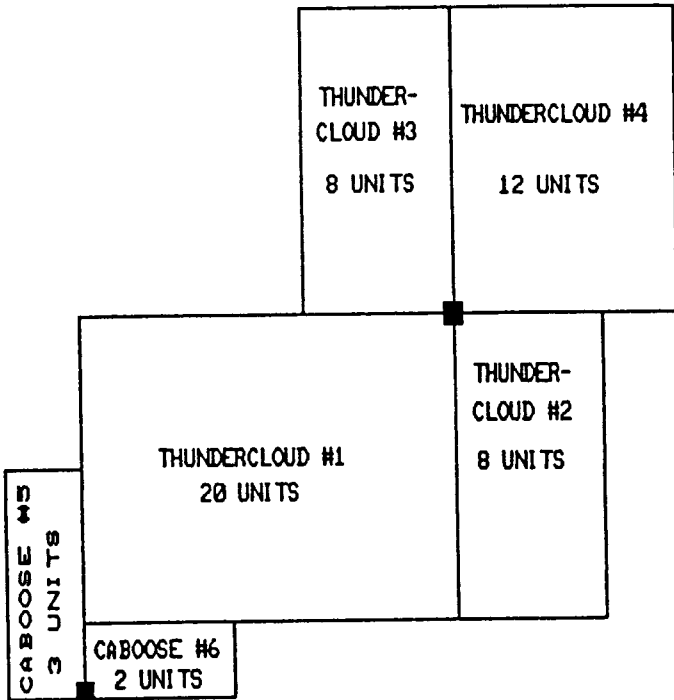 THUNDER-
CLOUD #3
8 UNITS
THUNDERCLOUD #4
12 UNITS
THUNDER-
CLOUD #2
8 UNITS
THUNDERCLOUD #1
20 UNITS
CABOOSE #5
3 UNITS
CABOOSE #6
2 UNITS